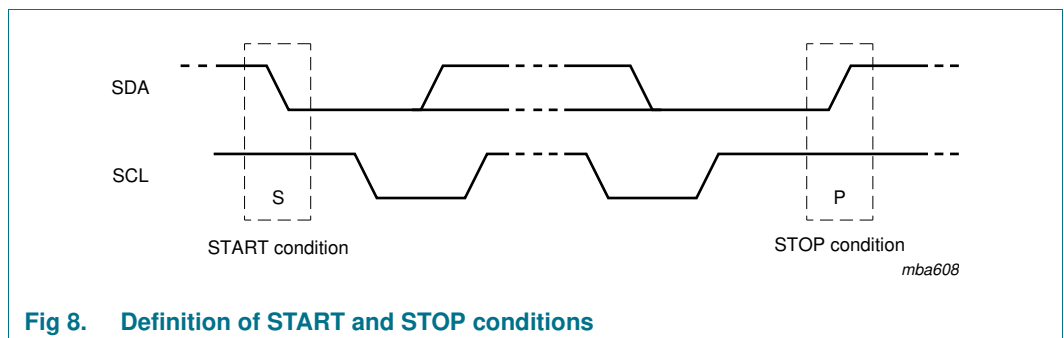 SDA
SCL
S
P
START condition
STOP condition
mba608
Fig 8. Definition of START and STOP conditions